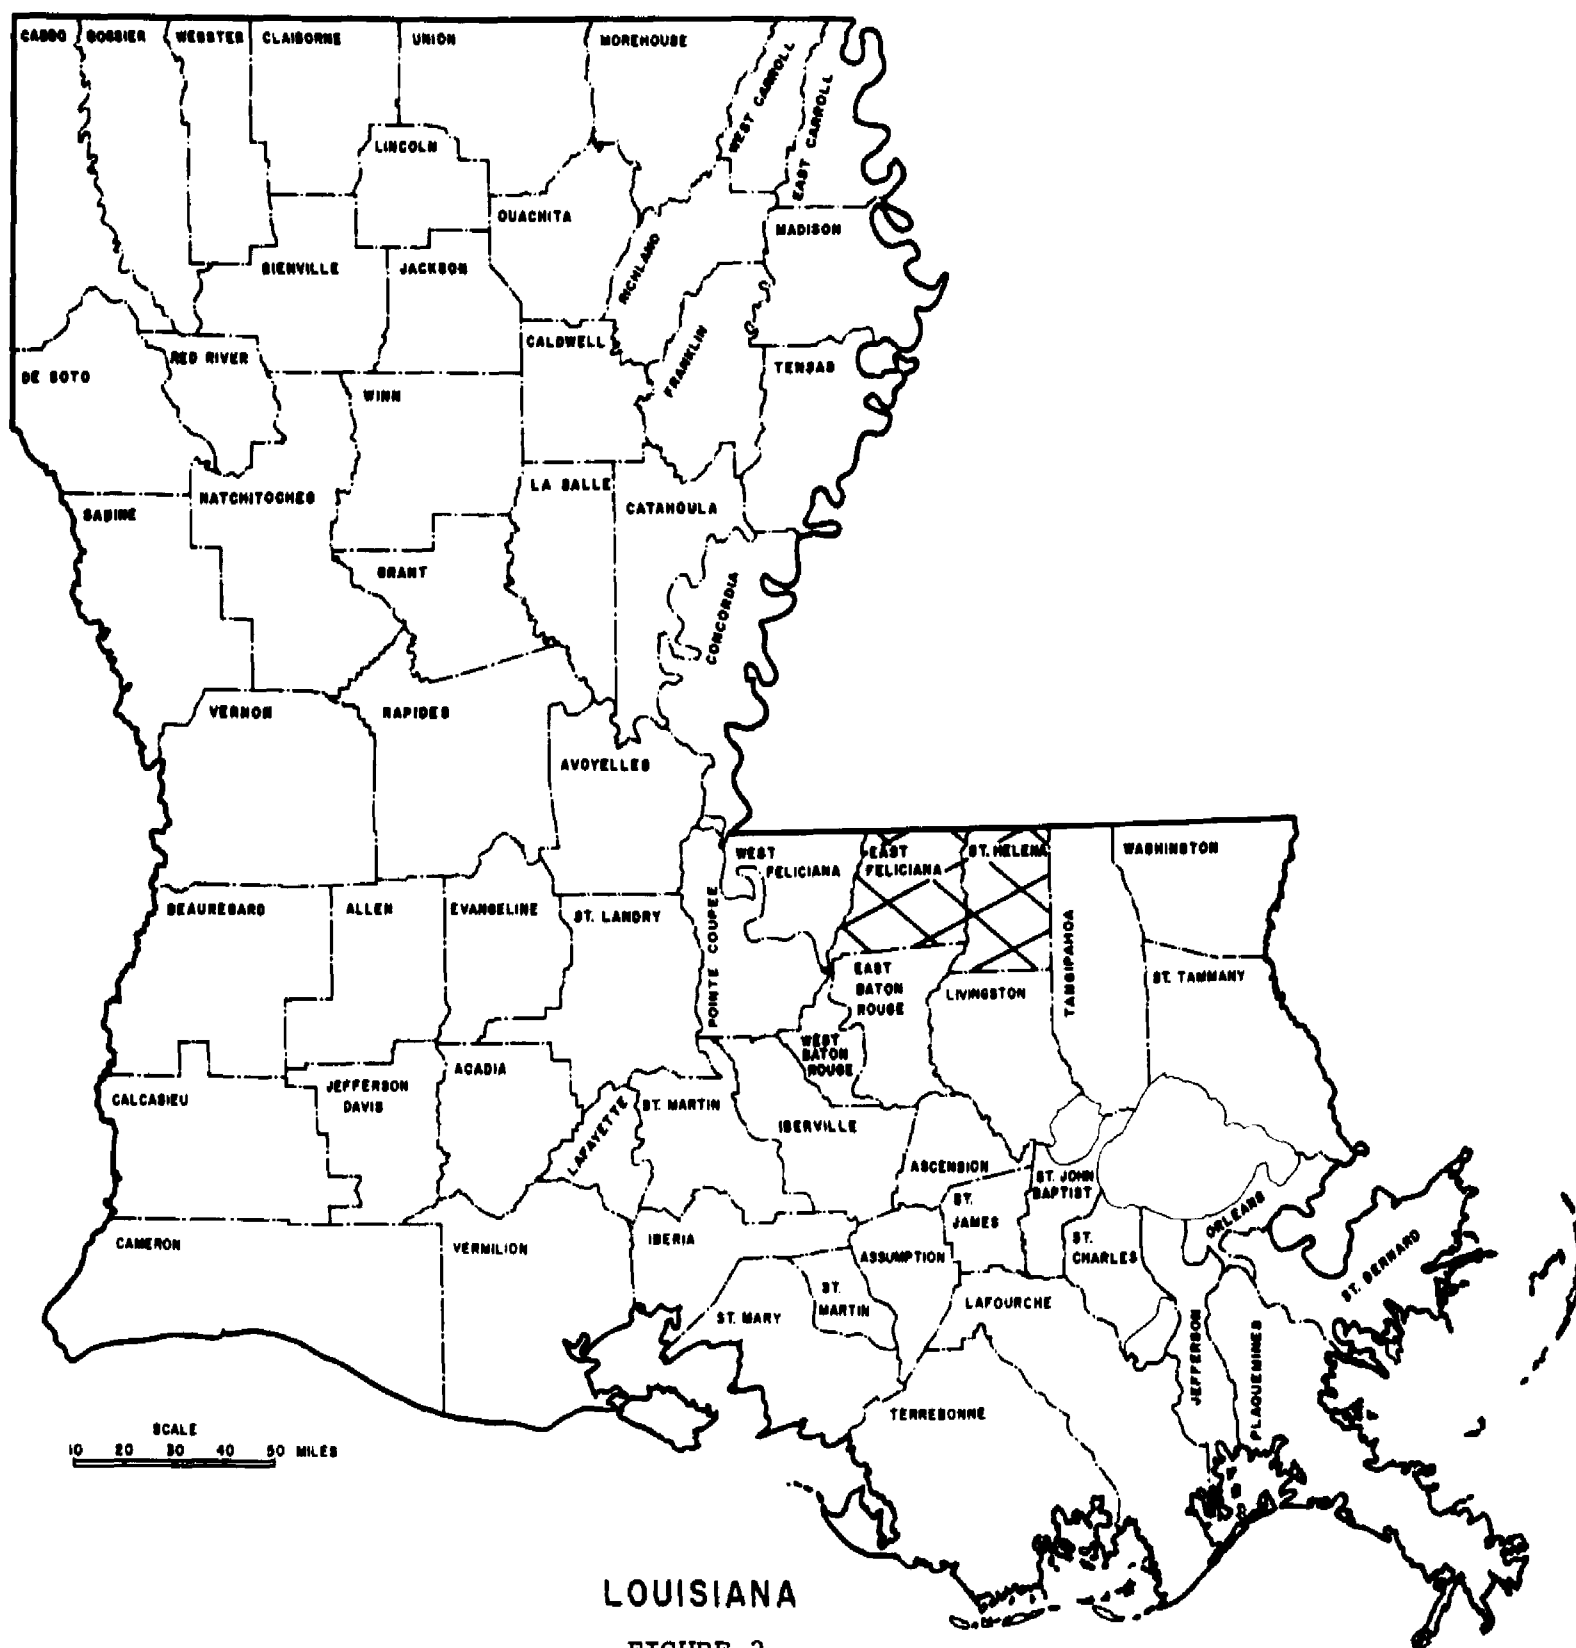 CADDO
BOSSIER
WEBSTER
CLAIBORNE
UNION
MOREHOUSE
WEST CARROLL
EAST CARROLL
LINCOLN
OUACHITA
RICHLAND
MADISON
BIENVILLE
JACKSON
CALDWELL
FRANKLIN
TENSAS
DE SOTO
RED RIVER
WINN
SABINE
NATCHITOCHES
LA SALLE
CATAHOULA
GRANT
CONCORDIA
VERNON
RAPIDES
AVOYELLES
WEST
FELICIANA
EAST
FELICIANA
ST. HELENA
WASHINGTON
BEAUREGARD
ALLEN
EVANGELINE
ST. LANDRY
POINTE COUPEE
TANGIPAHOA
EAST
BATON
ROUGE
LIVINGSTON
ST. TAMMANY
WEST
BATON
ROUGE
CALCASIEU
JEFFERSON
DAVIS
ACADIA
LAFAYETTE
ST. MARTIN
IBERVILLE
ASCENSION
ST. JOHN
BAPTIST
ST.
JAMES
ORLEANS
CAMERON
VERMILION
IBERIA
ASSUMPTION
ST.
CHARLES
ST. BERNARD
ST. MARY
ST.
MARTIN
LAFOURCHE
JEFFERSON
PLAQUEMINES
TERREBONNE
SCALE
10 20 30 40 50 MILES
LOUISIANA
FIGURE 2